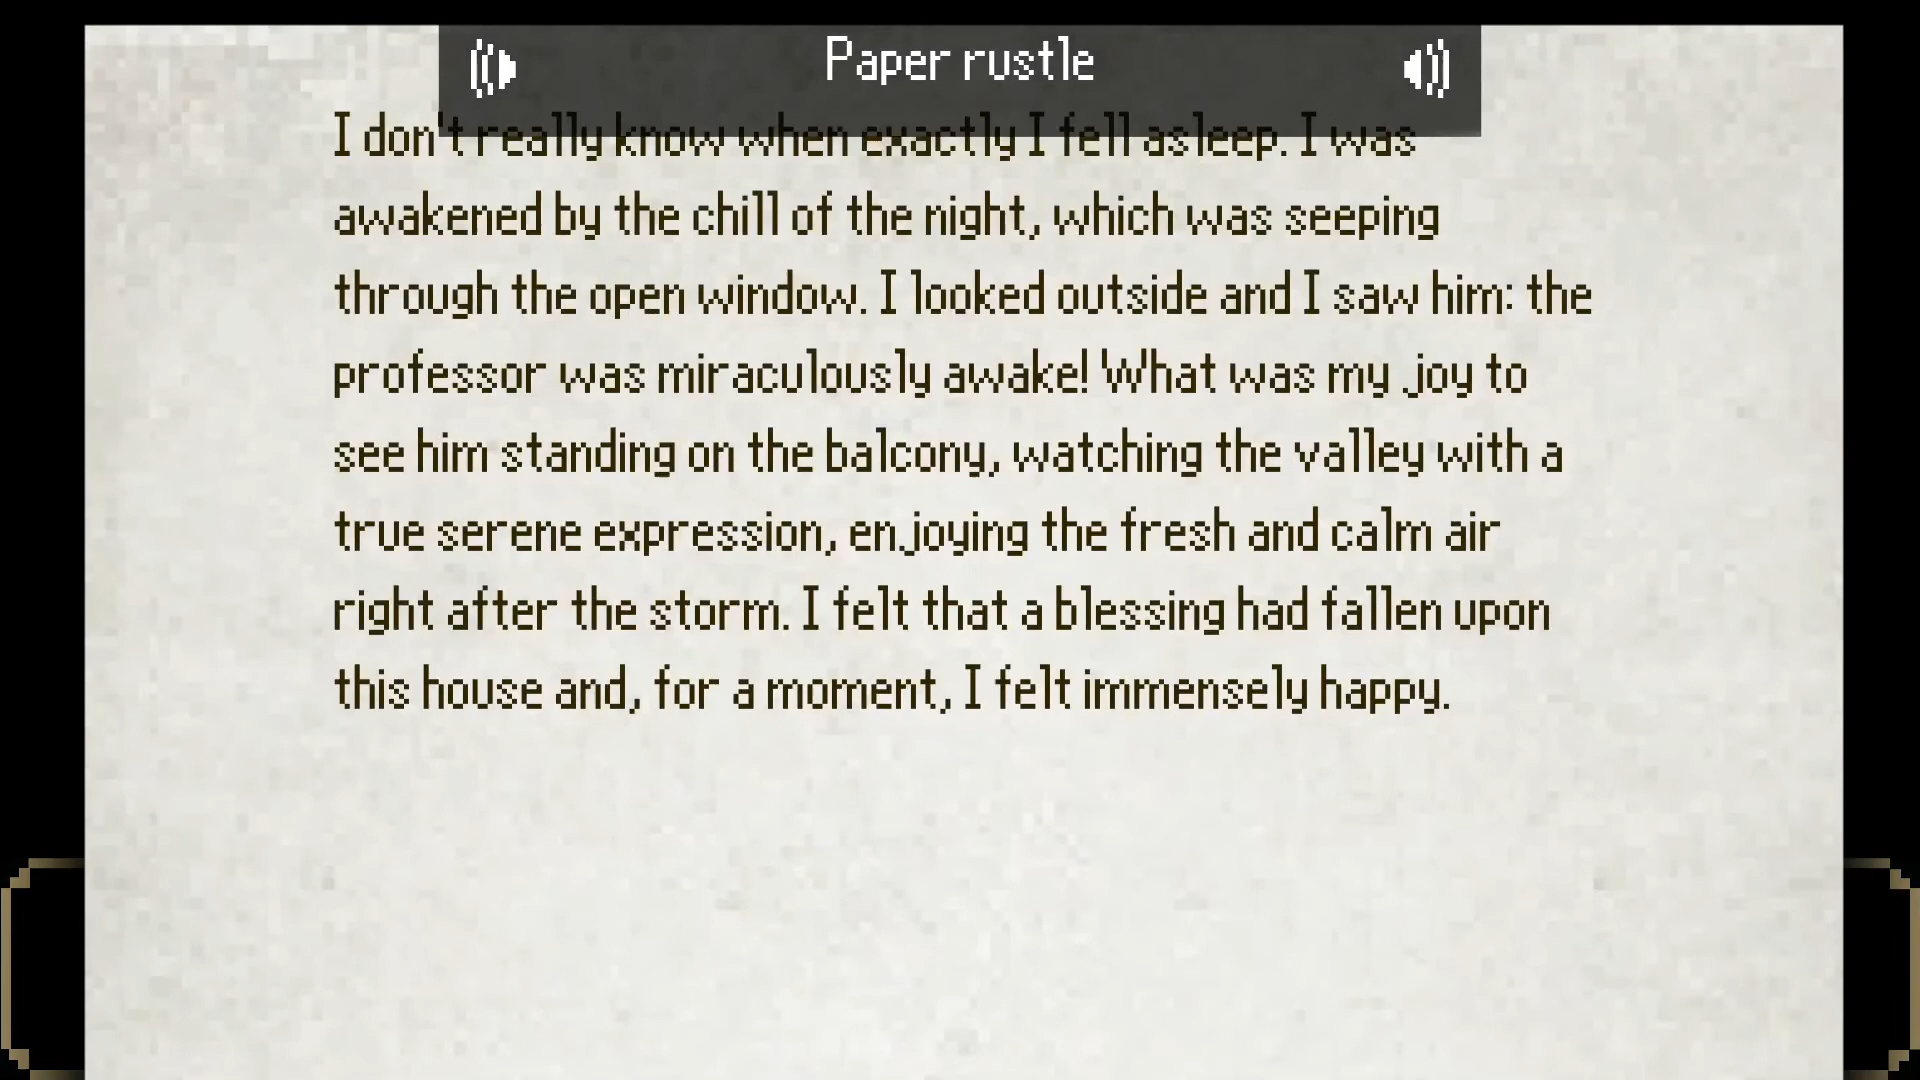 Paper rustle
I don't really know when exactly I fell asleep. I was
awakened by the chill of the night, which was seeping
through the open window. I looked outside and I saw him: the
professor was miraculously awake! What was my joy to
see him standing on the balcony, watching the valley with a
true serene expression, enjoying the fresh and calm air
right after the storm. I felt that a blessing had fallen upon
this house and, for a moment, I felt immensely happy.